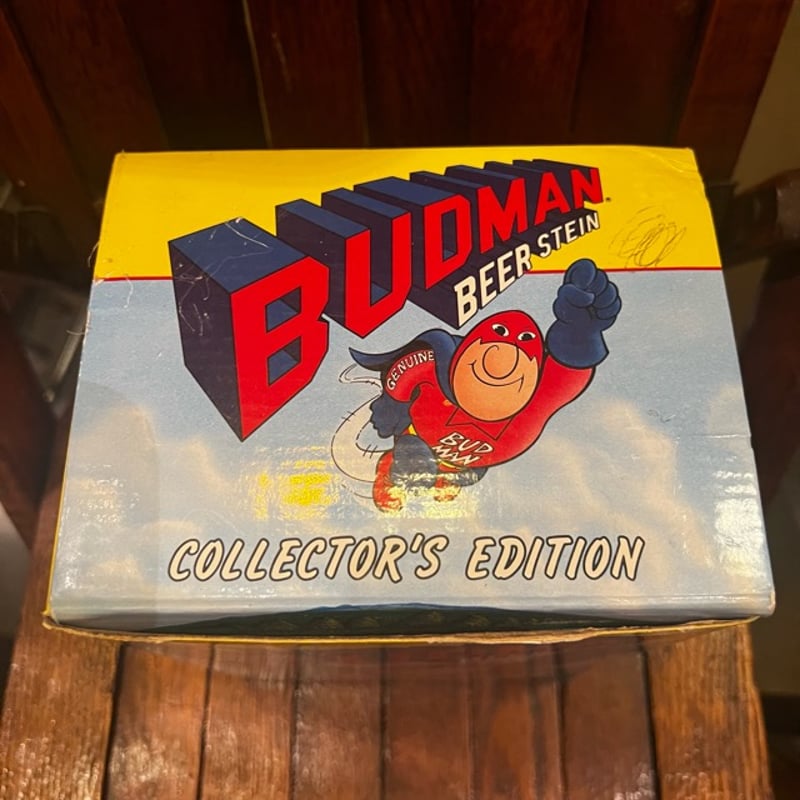 BUDMAN
BEER STEIN
GENUINE
BUD
MAN
COLLECTOR'S EDITION